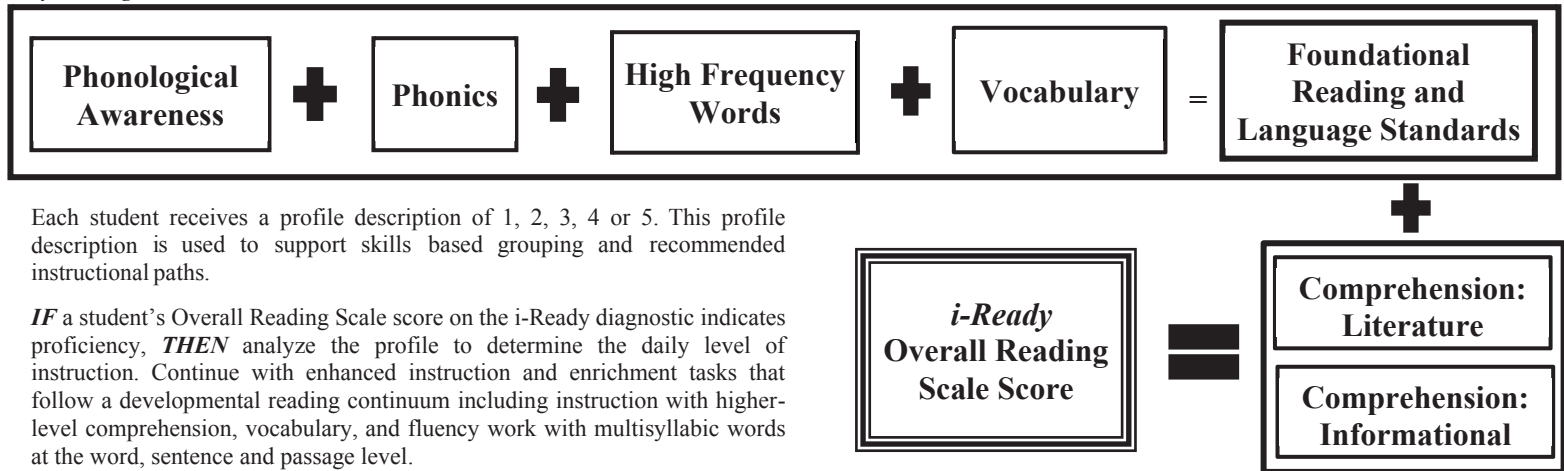 Phonological
Awareness
Phonics
High Frequency
Words
Vocabulary
=
Foundational
Reading and
Language Standards
Each student receives a profile description of 1, 2, 3, 4 or 5. This profile
description is used to support skills based grouping and recommended
instructional paths.
IF a student’s Overall Reading Scale score on the i-Ready diagnostic indicates
proficiency, THEN analyze the profile to determine the daily level of
instruction. Continue with enhanced instruction and enrichment tasks that
follow a developmental reading continuum including instruction with higher-
level comprehension, vocabulary, and fluency work with multisyllabic words
at the word, sentence and passage level.
i-Ready
Overall Reading
Scale Score
Comprehension:
Literature
Comprehension:
Informational